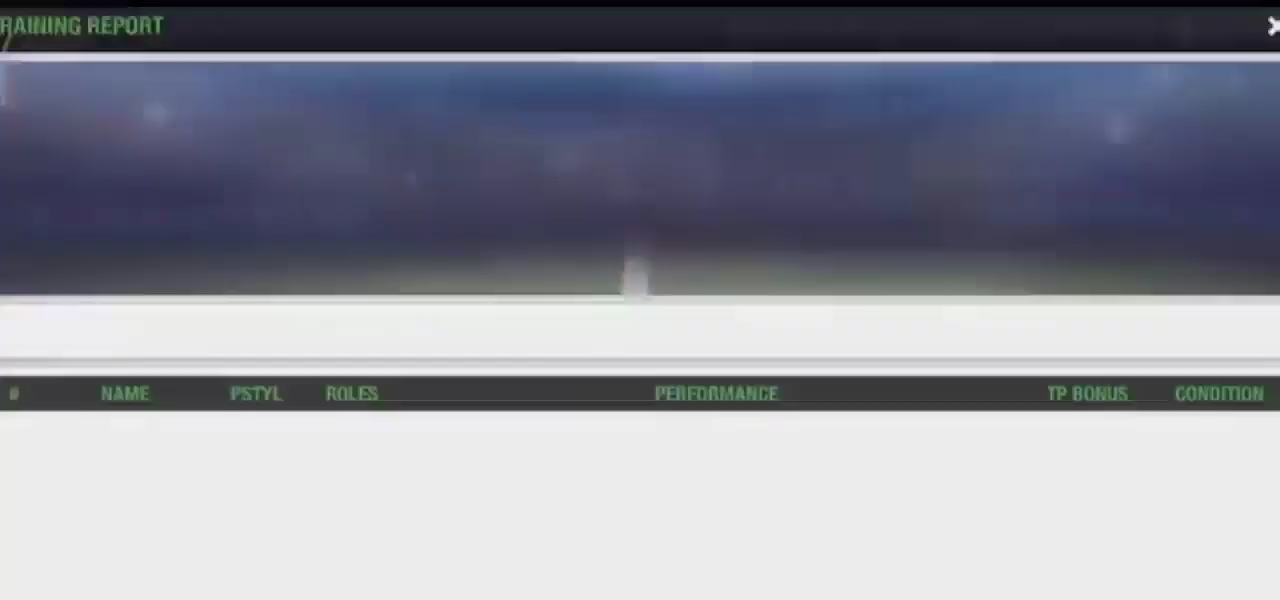 RAINING REPORT
# NAME PSTYL ROLES PERFORMANCE TP BONUS CONDITION